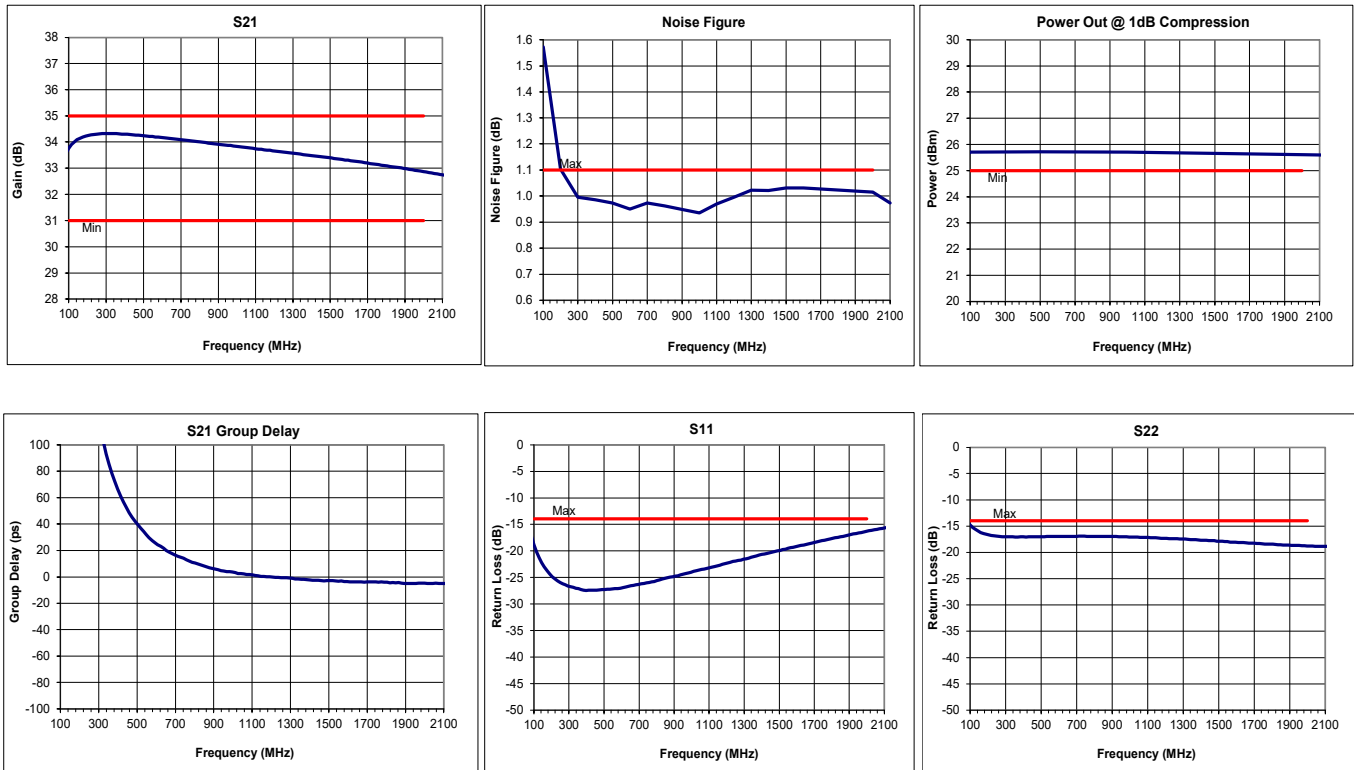 S21
Gain (dB)
38
37
36
35
34
33
32
31
30
29
28
Min
100 300 500 700 900 1100 1300 1500 1700 1900 2100
Frequency (MHz)
Noise Figure
Noise Figure (dB)
1.6
1.5
1.4
1.3
1.2
1.1
1.0
0.9
0.8
0.7
0.6
Max
100 300 500 700 900 1100 1300 1500 1700 1900 2100
Frequency (MHz)
Power Out @ 1dB Compression
Power (dBm)
30
29
28
27
26
25
24
23
22
21
20
Min
100 300 500 700 900 1100 1300 1500 1700 1900 2100
Frequency (MHz)
S21 Group Delay
Group Delay (ps)
100
80
60
40
20
0
-20
-40
-60
-80
-100
100 300 500 700 900 1100 1300 1500 1700 1900 2100
Frequency (MHz)
S11
Return Loss (dB)
0
-5
-10
-15
-20
-25
-30
-35
-40
-45
-50
Max
100 300 500 700 900 1100 1300 1500 1700 1900 2100
Frequency (MHz)
S22
Return Loss (dB)
0
-5
-10
-15
-20
-25
-30
-35
-40
-45
-50
Max
100 300 500 700 900 1100 1300 1500 1700 1900 2100
Frequency (MHz)